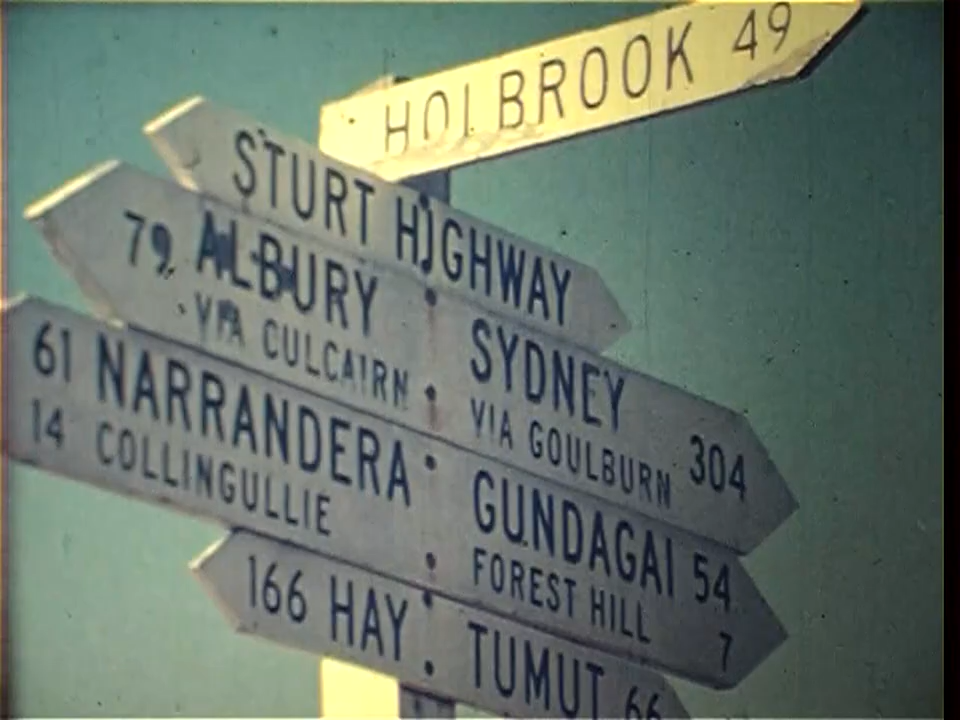 HOLBROOK 49
STURT HIGHWAY
79 ALBURY
VIA CULCAIRN
SYDNEY 304
VIA GOULBURN
61 NARRANDERA
14 COLLINGULLIE
GUNDAGAI 54
FOREST HILL 7
166 HAY
TUMUT 66